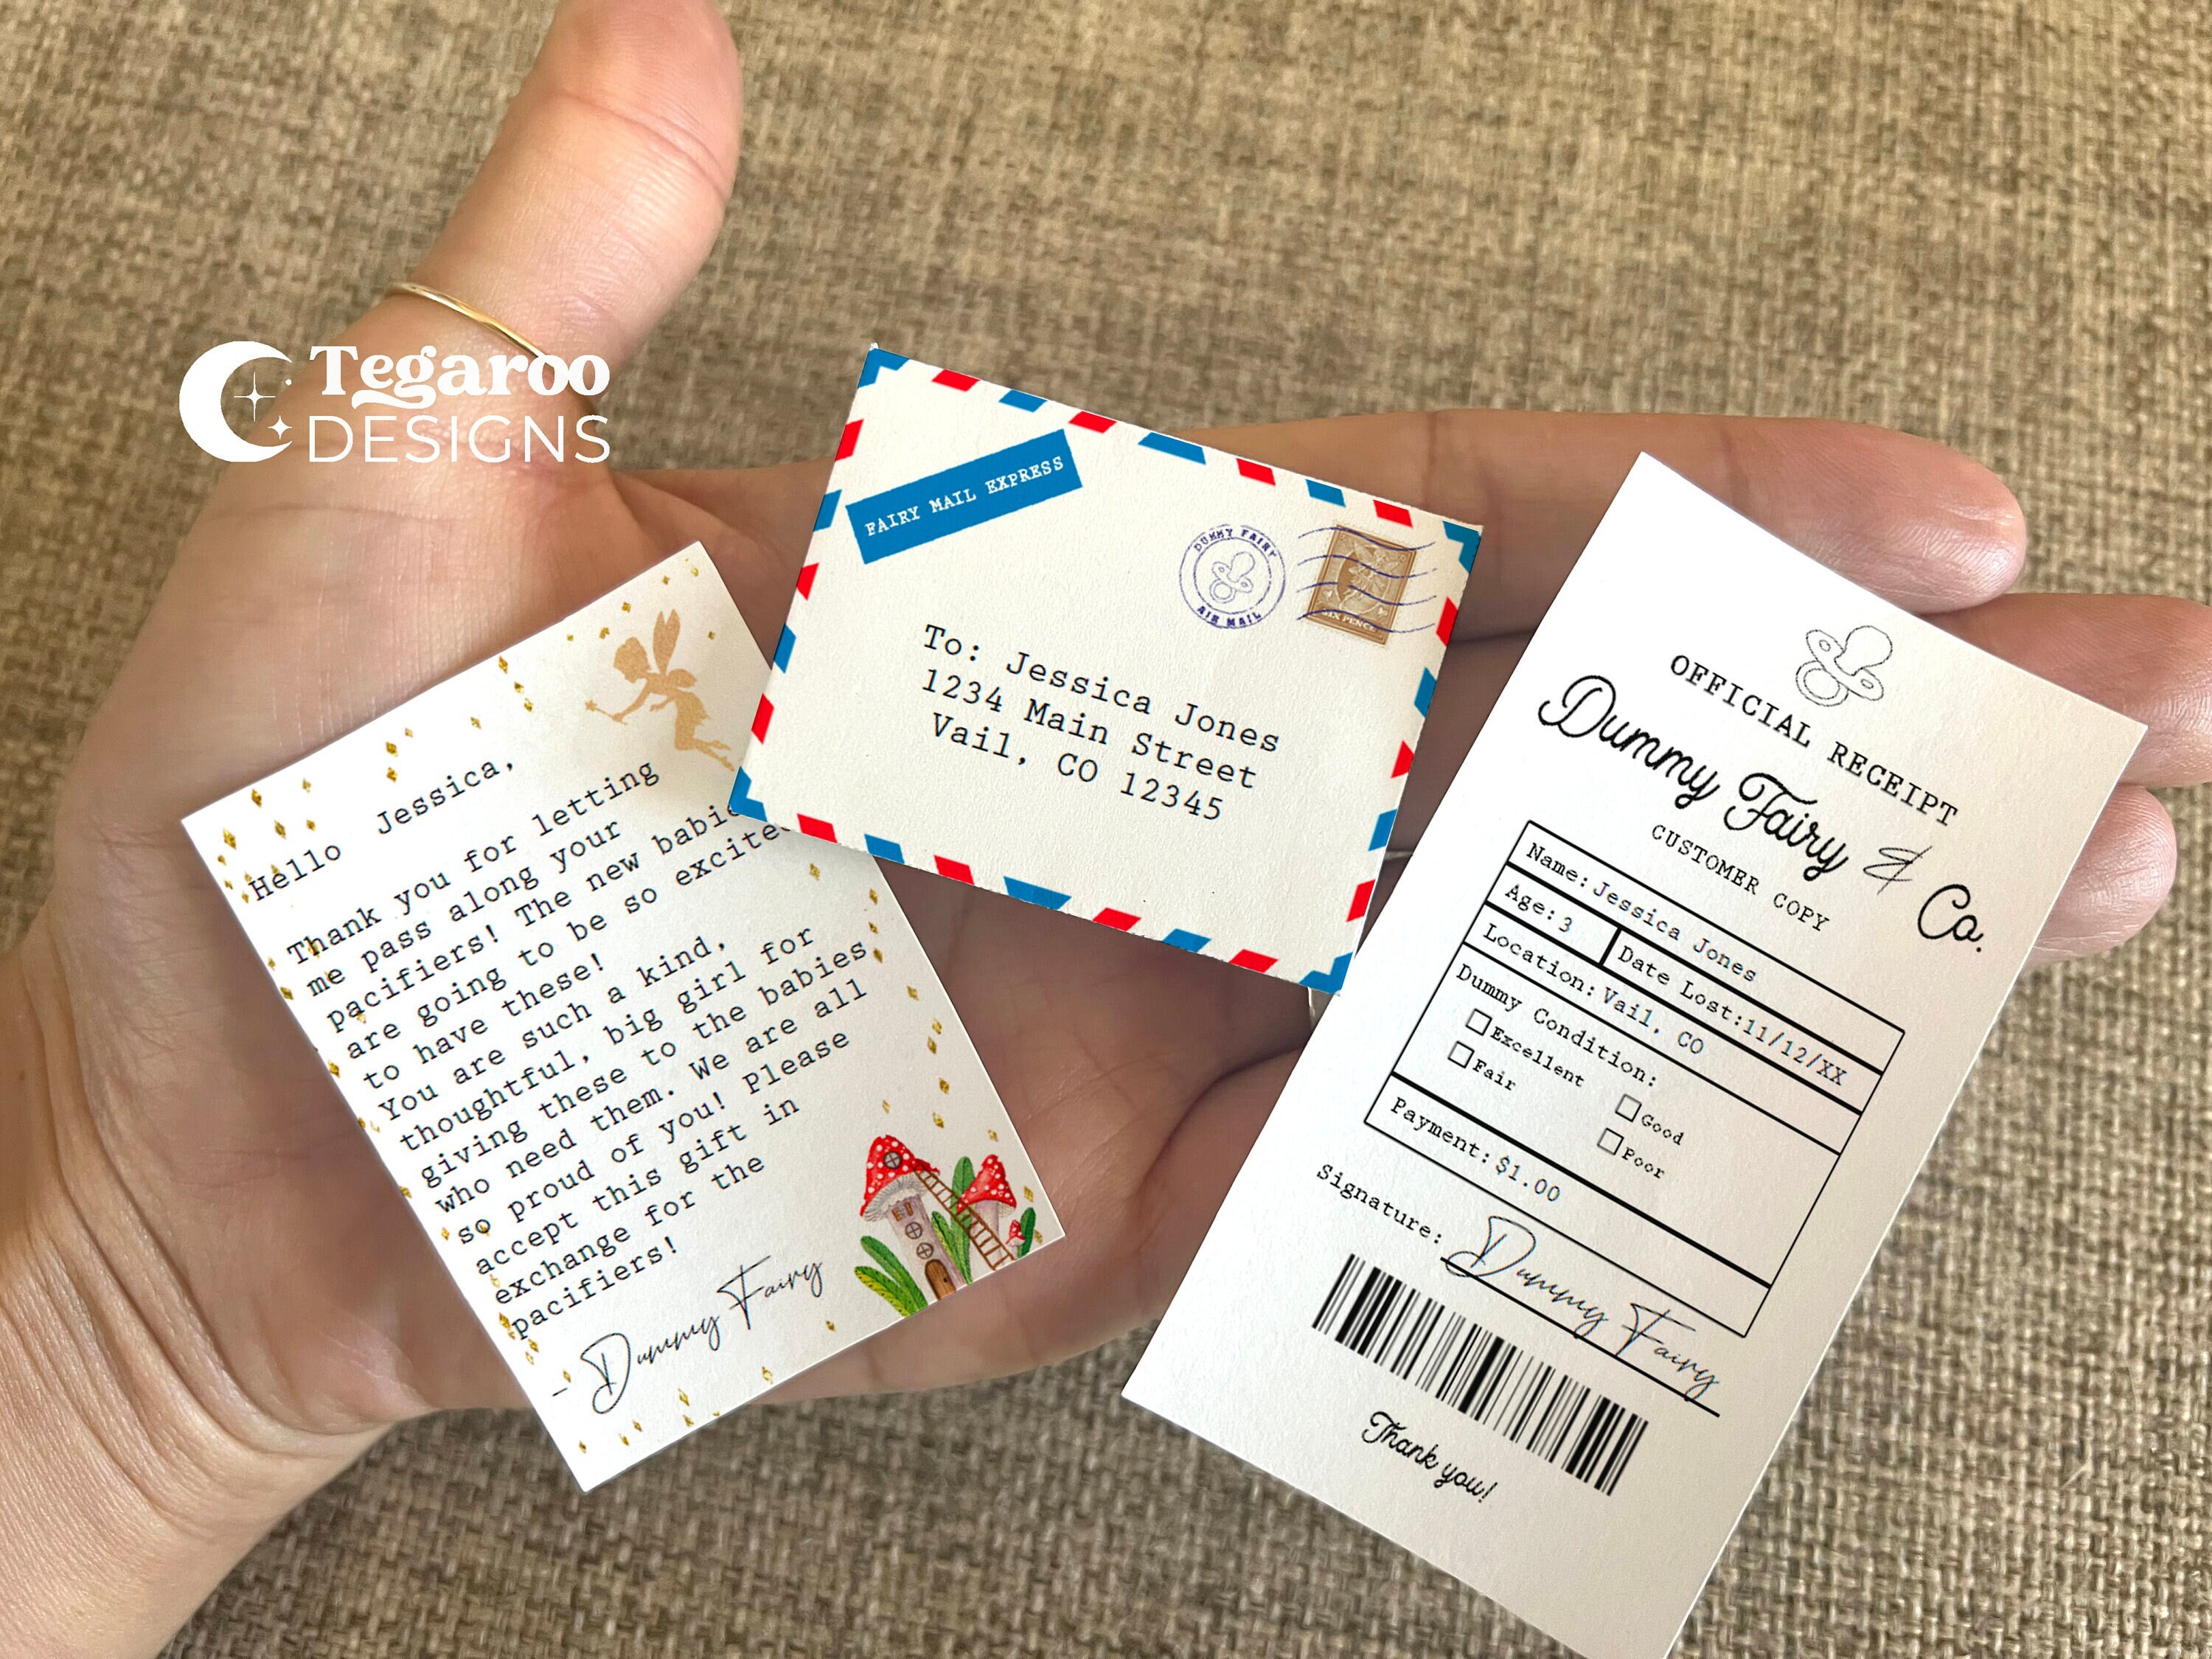 Tegaroo
DESIGNS
Hello Jessica,
Thank you for letting
me pass along your
pacifiers! The new
are going to be so
to have these!
You are such a kind,
thoughtful, big girl for
giving these to the babies
who need them. We are all
so proud of you! Please
accept this gift in
exchange for the
pacifiers!
- Dummy Fairy
FAIRY MAIL EXPRESS
DUMMY FAIRY
AIR MAIL
SIX PENCE
To: Jessica Jones
1234 Main Street
Vail, CO 12345
OFFICIAL RECEIPT
Dummy Fairy & Co.
CUSTOMER COPY
Name: Jessica Jones
Age: 3 Date Lost: 11/12/XX
Location: Vail, CO
Dummy Condition:
Excellent Good
Fair Poor
Payment: $1.00
Signature: Dummy Fairy
Thank you!